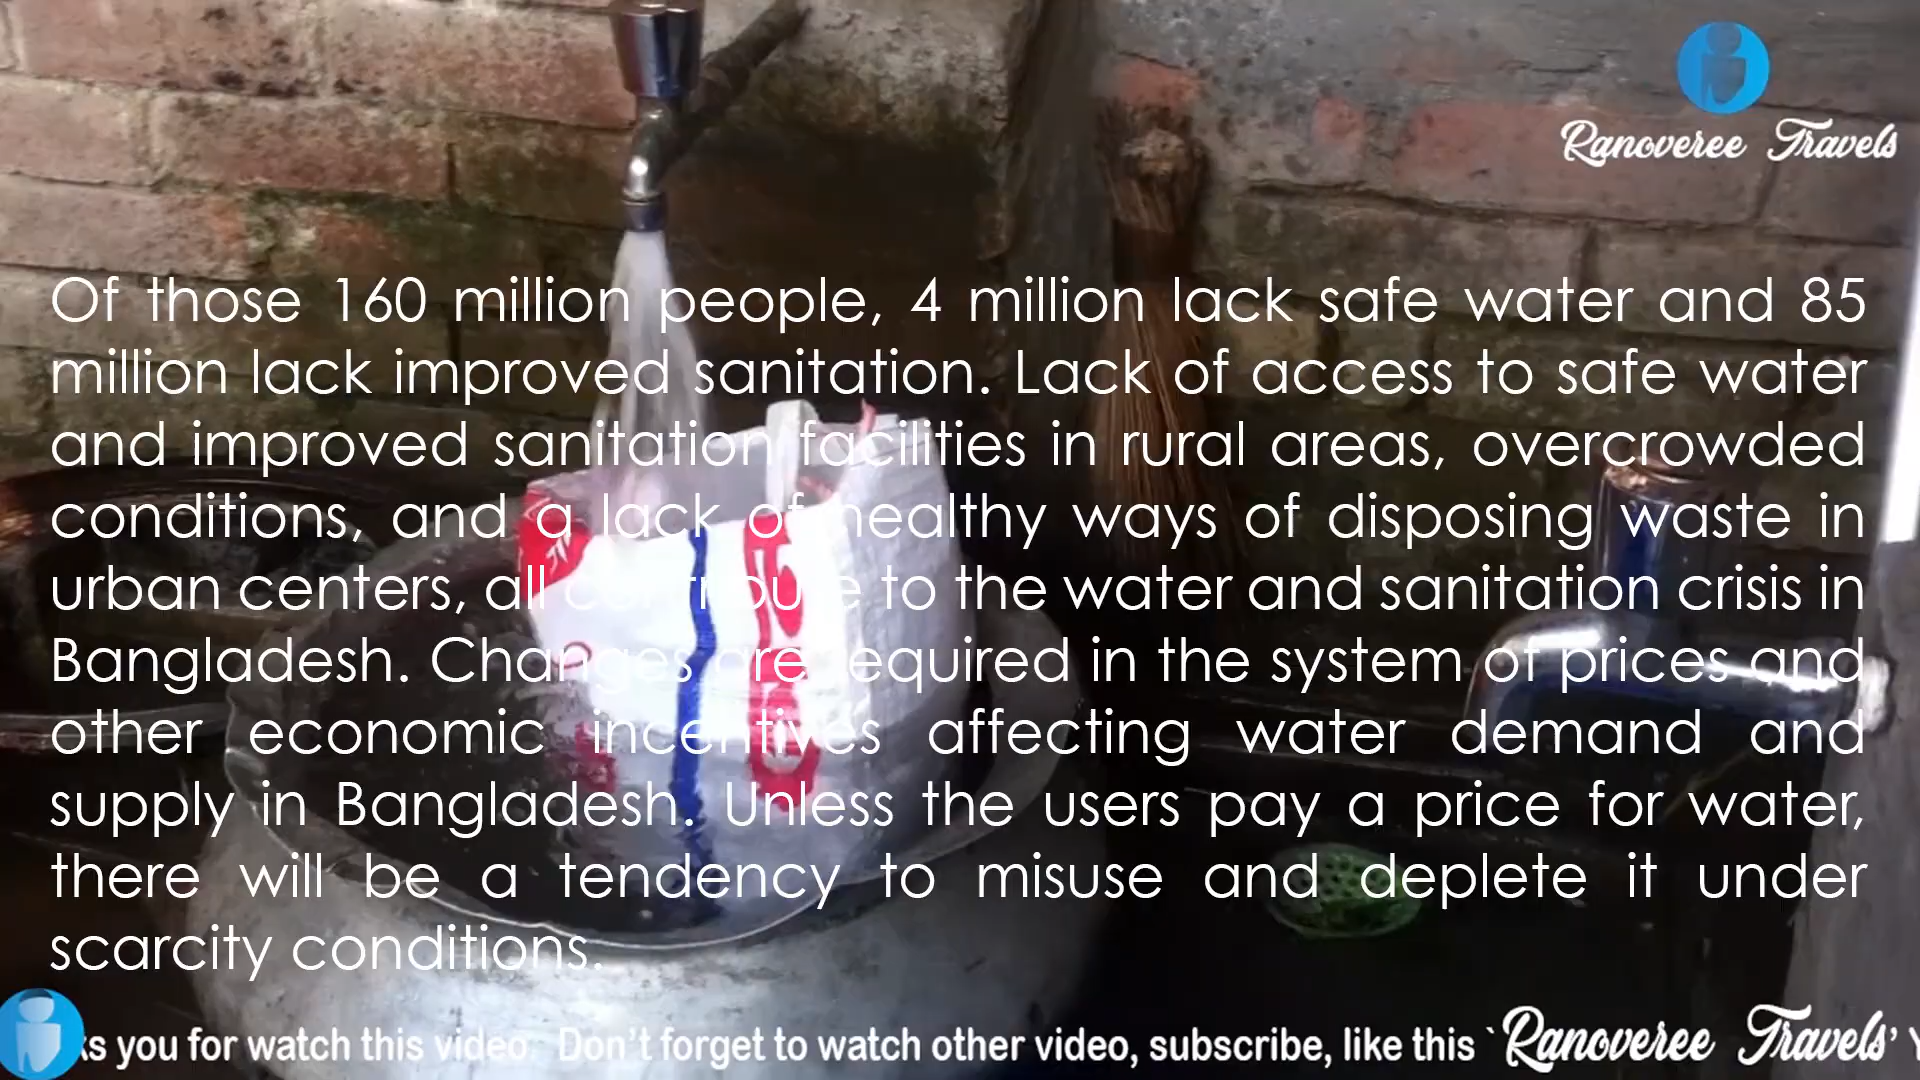 Ranoveree Travels
Of those 160 million people, 4 million lack safe water and 85
million lack improved sanitation. Lack of access to safe water
and improved sanitation facilities in rural areas, overcrowded
conditions, and a lack of healthy ways of disposing waste in
urban centers, all contribute to the water and sanitation crisis in
Bangladesh. Changes are required in the system of prices and
other economic incentives affecting water demand and
supply in Bangladesh. Unless the users pay a price for water,
there will be a tendency to misuse and deplete it under
scarcity conditions.
ks you for watch this video. Don't forget to watch other video, subscribe, like this `Ranoveree Travels' Y